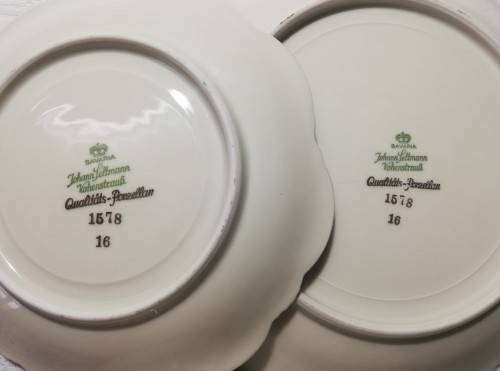 BAVARIA
Johann Seltmann
Vohenstrauß
Qualitäts-Porzellan
1578
16
BAVARIA
Johann Seltmann
Vohenstrauß
Qualitäts-Porzellan
1578
16